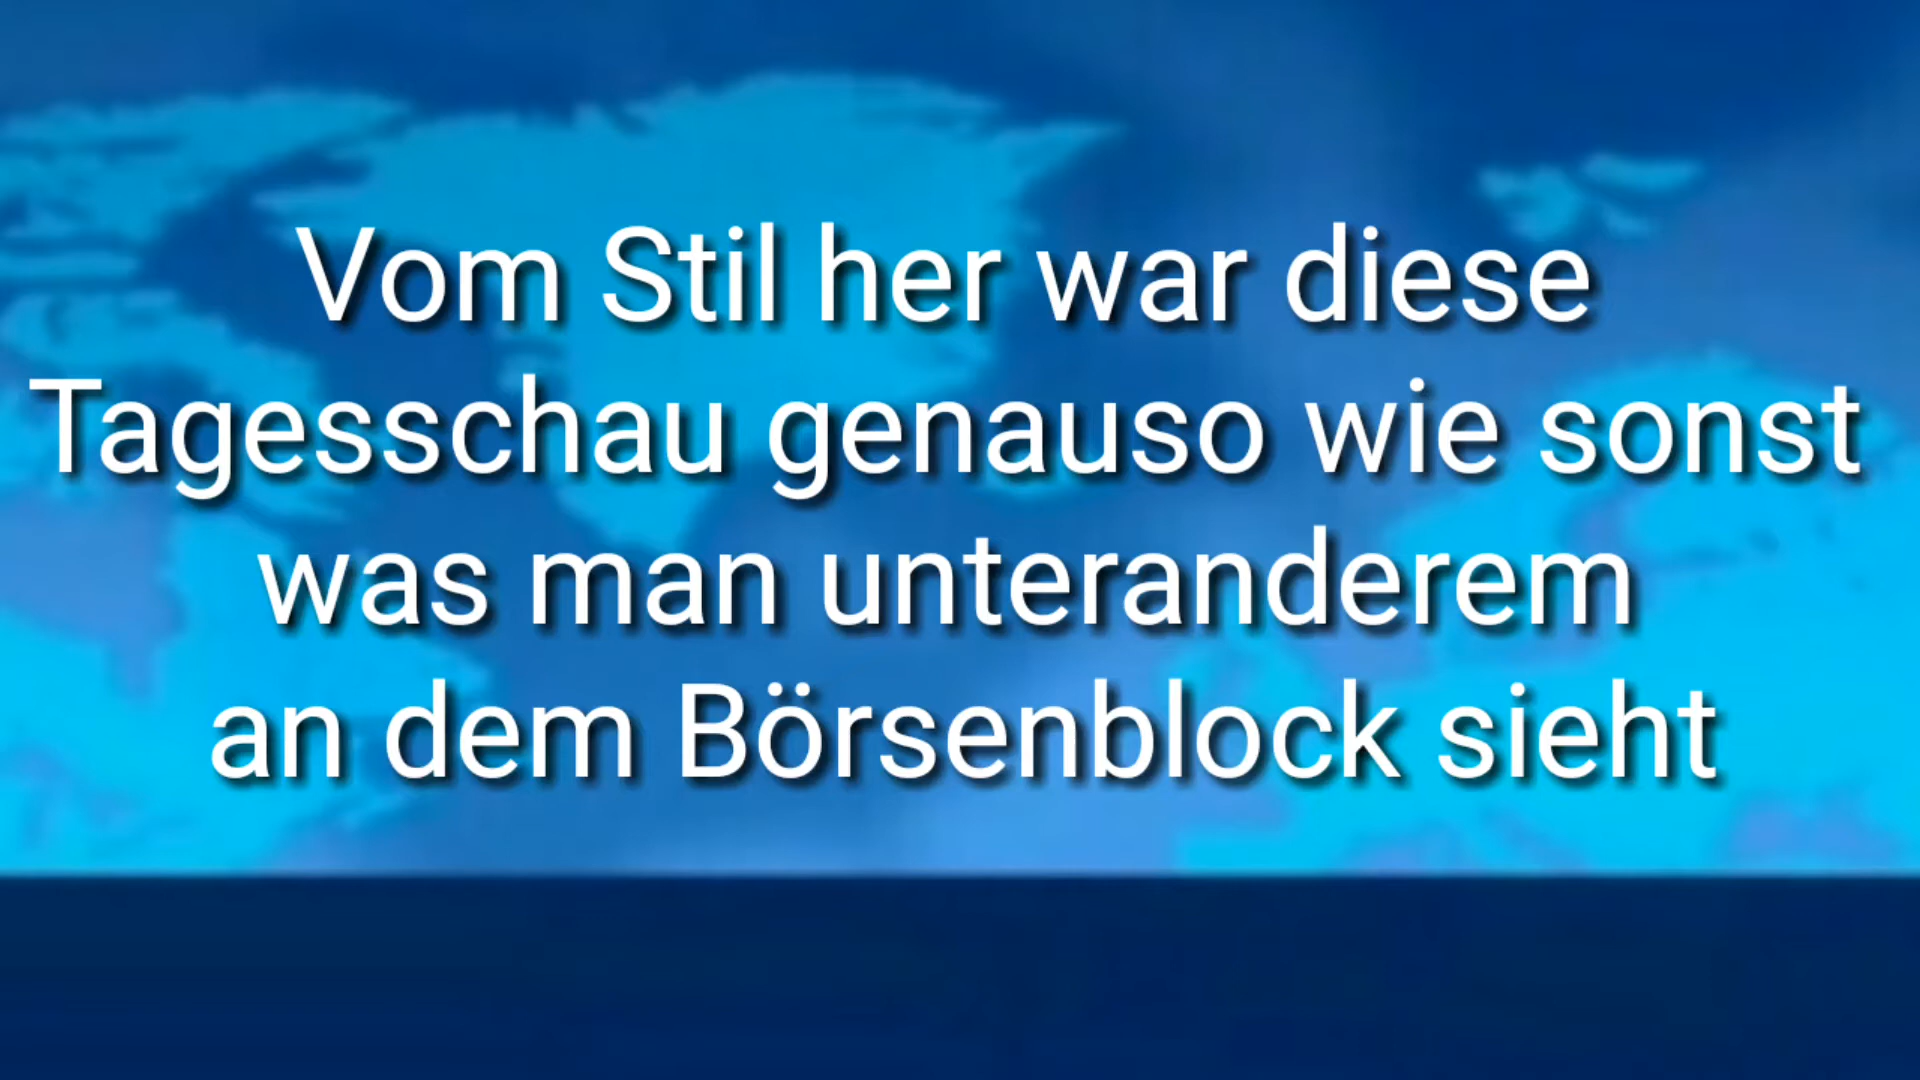 Vom Stil her war diese
Tagesschau genauso wie sonst
was man unteranderem
an dem Börsenblock sieht